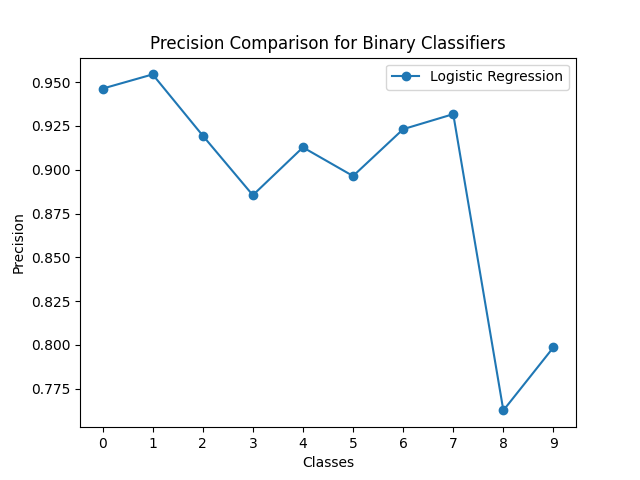 Precision Comparison for Binary Classifiers
Logistic Regression
0.950
0.925
0.900
0.875
0.850
0.825
0.800
0.775
Precision
0 1 2 3 4 5 6 7 8 9
Classes